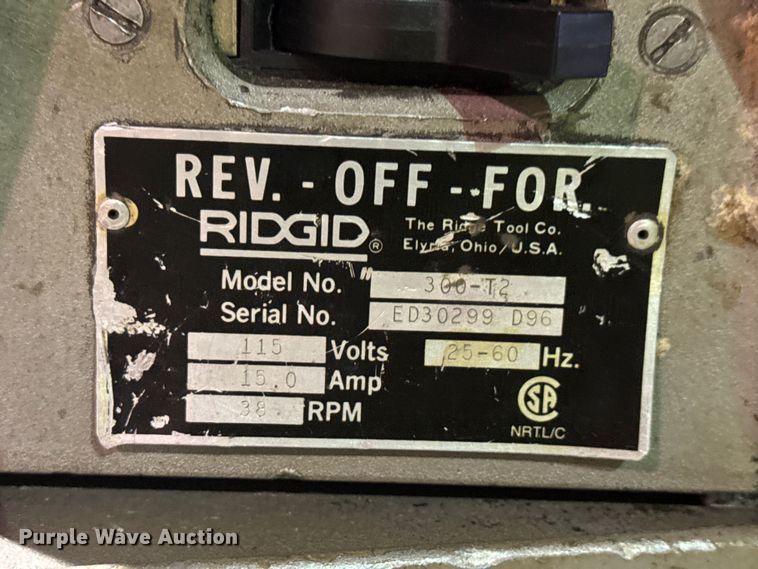 REV. - OFF - FOR.
RIDGID®
The Ridge Tool Co.
Elyria, Ohio / U.S.A.
Model No. 300-T2
Serial No. ED30299 D96
115 Volts 25-60 Hz.
15.0 Amp
38 RPM
CSA
NRTL/C
Purple Wave Auction